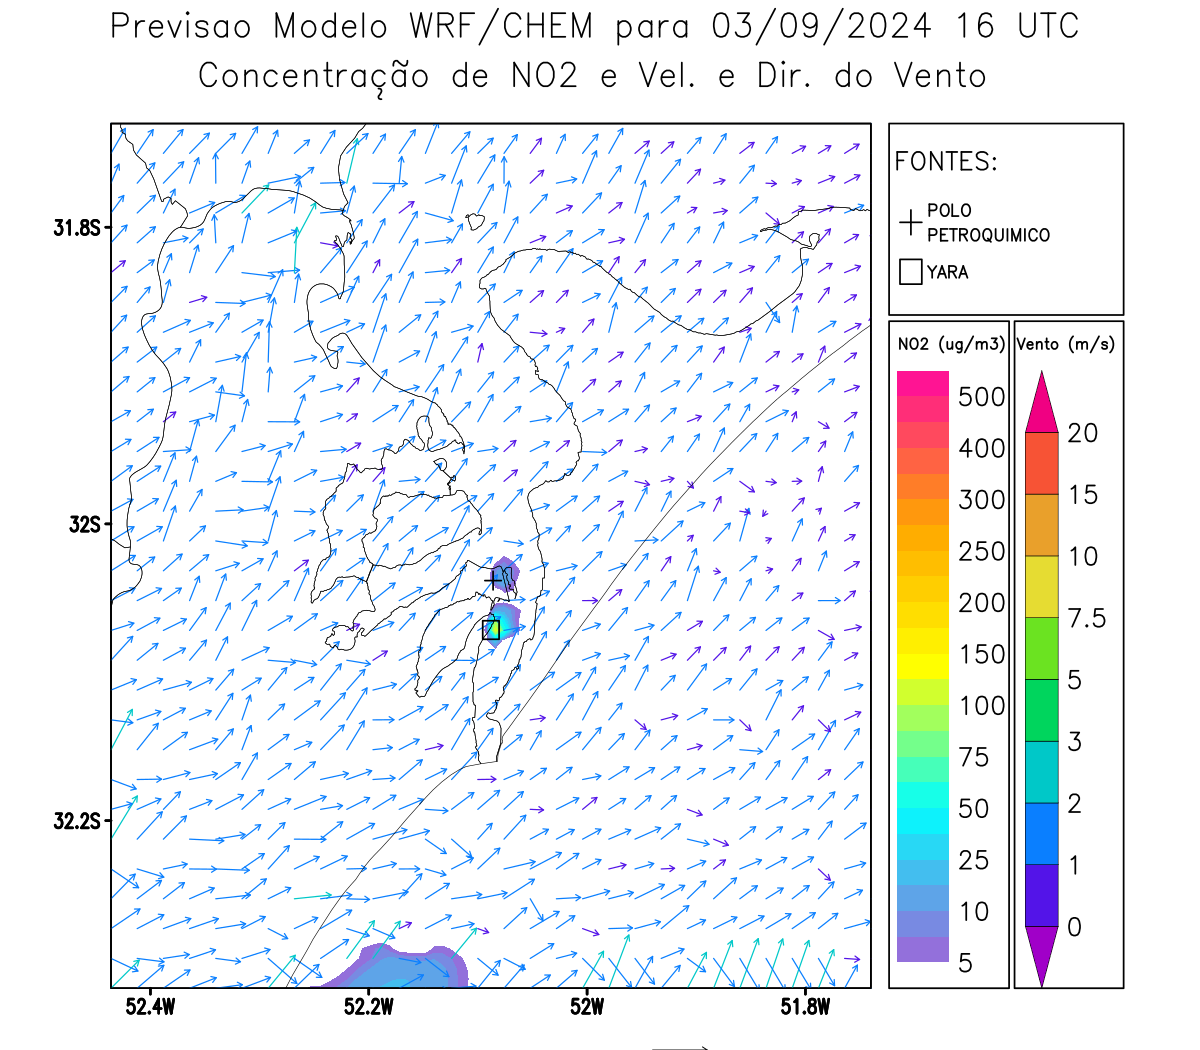 Previsao Modelo WRF/CHEM para 03/09/2024 16 UTC
Concentração de NO2 e Vel. e Dir. do Vento
FONTES:
POLO
PETROQUIMICO
YARA
NO2 (ug/m3)
500
400
300
250
200
150
100
75
50
25
10
5
Vento (m/s)
20
15
10
7.5
5
3
2
1
0
31.8S
32S
32.2S
52.4W
52.2W
52W
51.8W